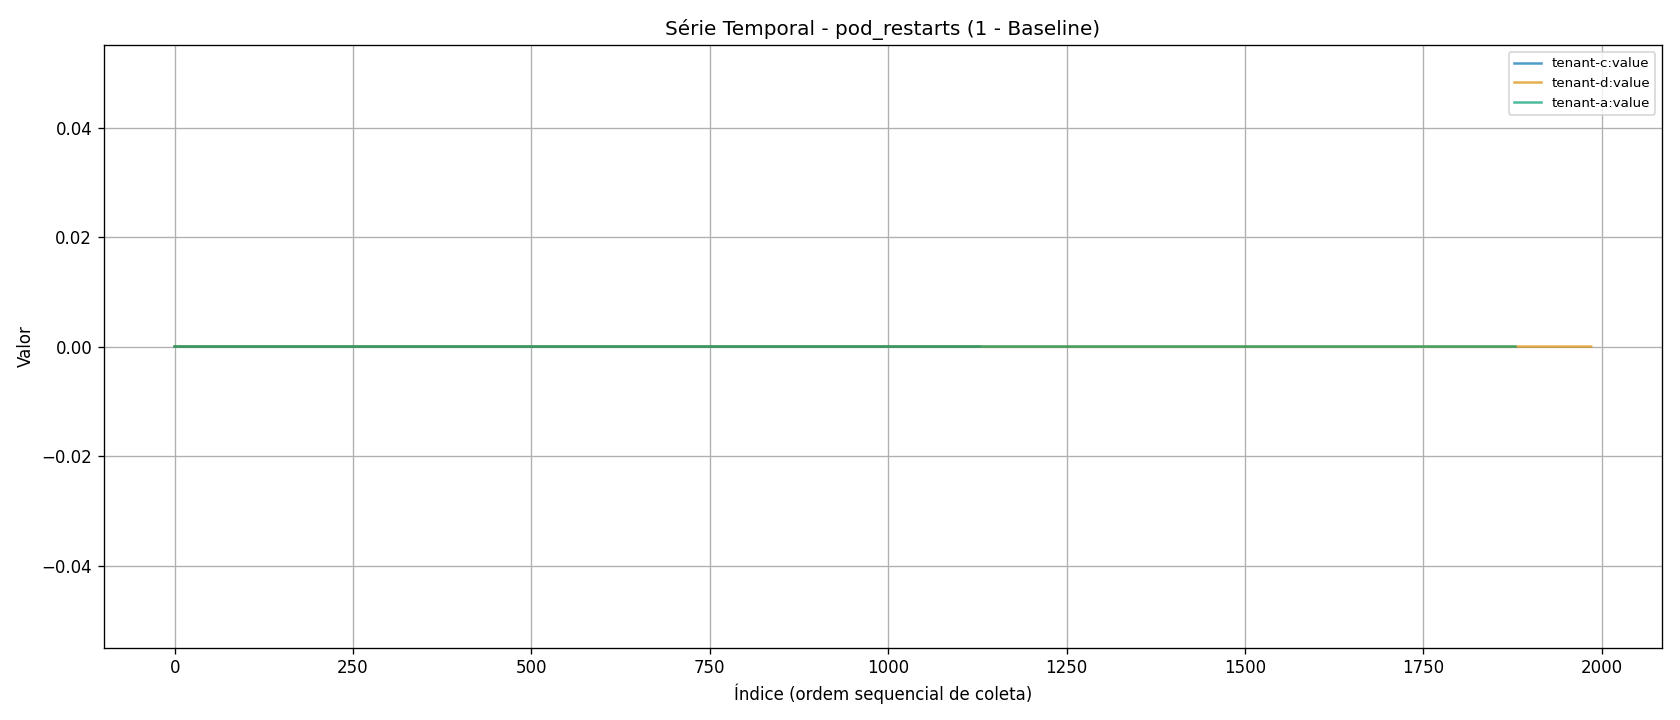 Série Temporal - pod_restarts (1 - Baseline)
tenant-c:value
tenant-d:value
tenant-a:value
0.04
0.02
0.00
−0.02
−0.04
Valor
0 250 500 750 1000 1250 1500 1750 2000
Índice (ordem sequencial de coleta)